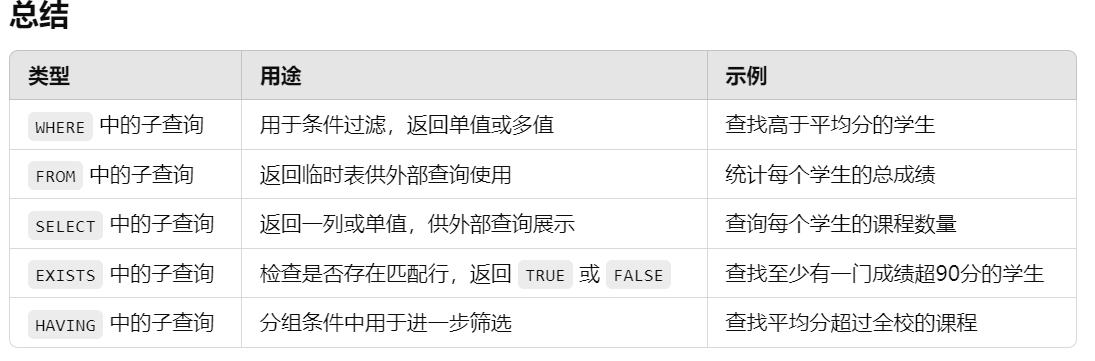 总结
类型 用途 示例
WHERE 中的子查询 用于条件过滤，返回单值或多值 查找高于平均分的学生
FROM 中的子查询 返回临时表供外部查询使用 统计每个学生的总成绩
SELECT 中的子查询 返回一列或单值，供外部查询展示 查询每个学生的课程数量
EXISTS 中的子查询 检查是否存在匹配行，返回 TRUE 或 FALSE 查找至少有一门成绩超90分的学生
HAVING 中的子查询 分组条件中用于进一步筛选 查找平均分超过全校的课程